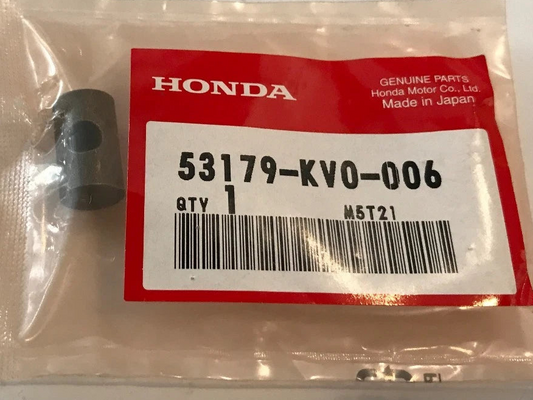 HONDA
GENUINE PARTS
Honda Motor Co., Ltd.
Made in Japan
53179-KV0-006
QTY 1 M5T21